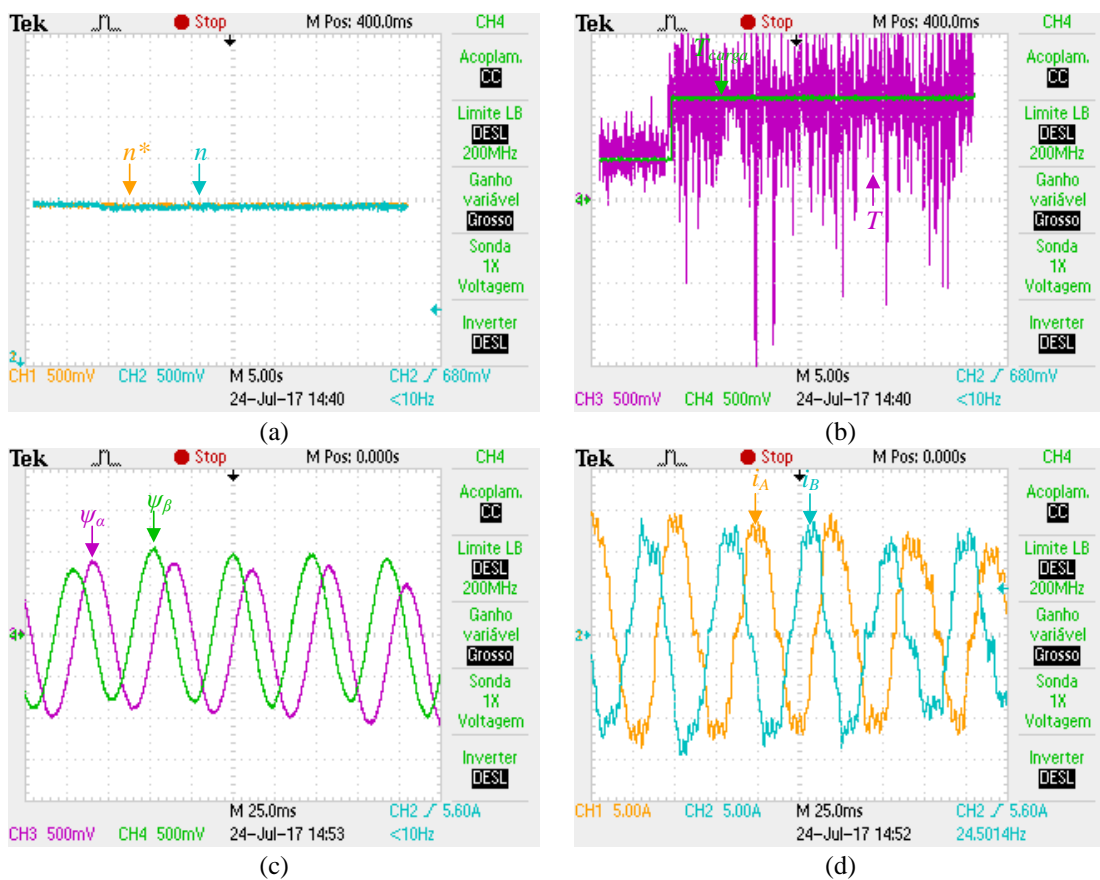 Tek Stop M Pos: 400.0ms CH4
Acoplam.
CC
Limite LB
DESL
200MHz
Ganho
variável
Grosso
Sonda
1X
Voltagem
Inverter
DESL
n* n
2
CH1 500mV CH2 500mV M 5.00s CH2 680mV
24-Jul-17 14:40 <10Hz
(a)
Tek Stop M Pos: 400.0ms CH4
Tcarga
Acoplam.
CC
Limite LB
DESL
200MHz
Ganho
variável
Grosso
Sonda
1X
Voltagem
Inverter
DESL
T
CH3 500mV CH4 500mV M 5.00s CH2 680mV
24-Jul-17 14:40 <10Hz
(b)
Tek Stop M Pos: 0.000s CH4
ψα ψβ
Acoplam.
CC
Limite LB
DESL
200MHz
Ganho
variável
Grosso
Sonda
1X
Voltagem
Inverter
DESL
M 25.0ms CH2 5.60A
CH3 500mV CH4 500mV 24-Jul-17 14:53 <10Hz
(c)
Tek Stop M Pos: 0.000s CH4
iA iB
Acoplam.
CC
Limite LB
DESL
200MHz
Ganho
variável
Grosso
Sonda
1X
Voltagem
Inverter
DESL
2
CH1 5.00A CH2 5.00A M 25.0ms CH2 5.60A
24-Jul-17 14:52 24.5014Hz
(d)